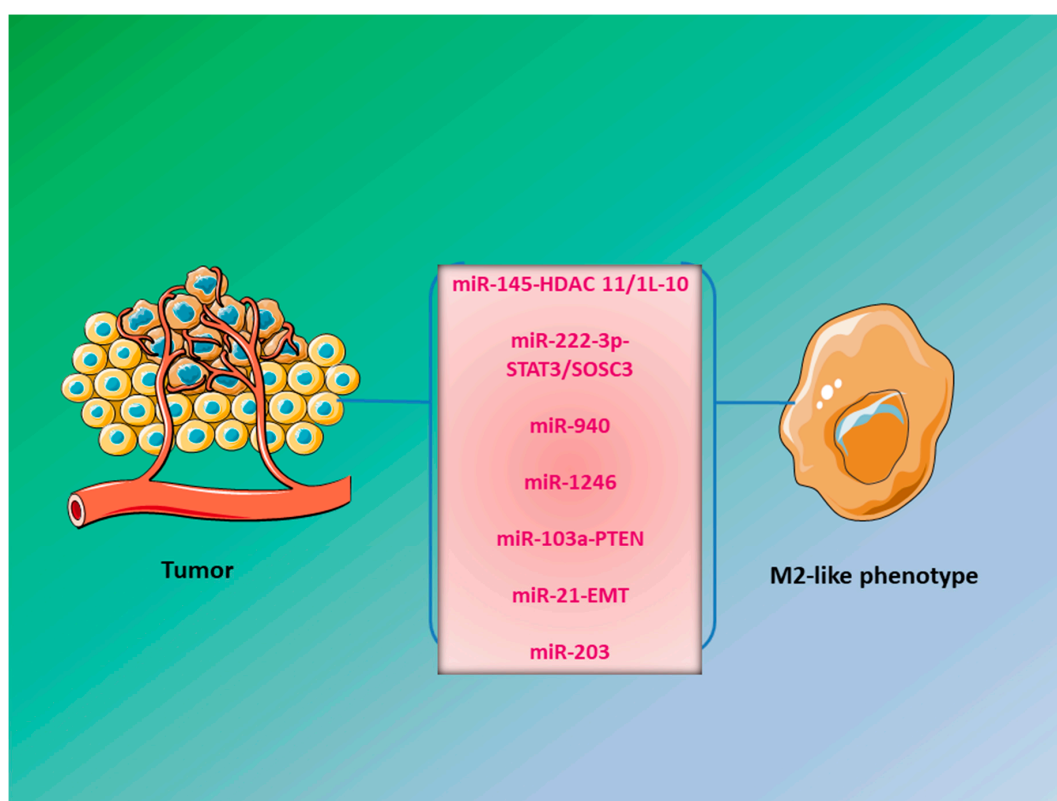 miR-145-HDAC 11/1L-10
miR-222-3p-
STAT3/SOSC3
miR-940
miR-1246
miR-103a-PTEN
miR-21-EMT
miR-203
Tumor
M2-like phenotype